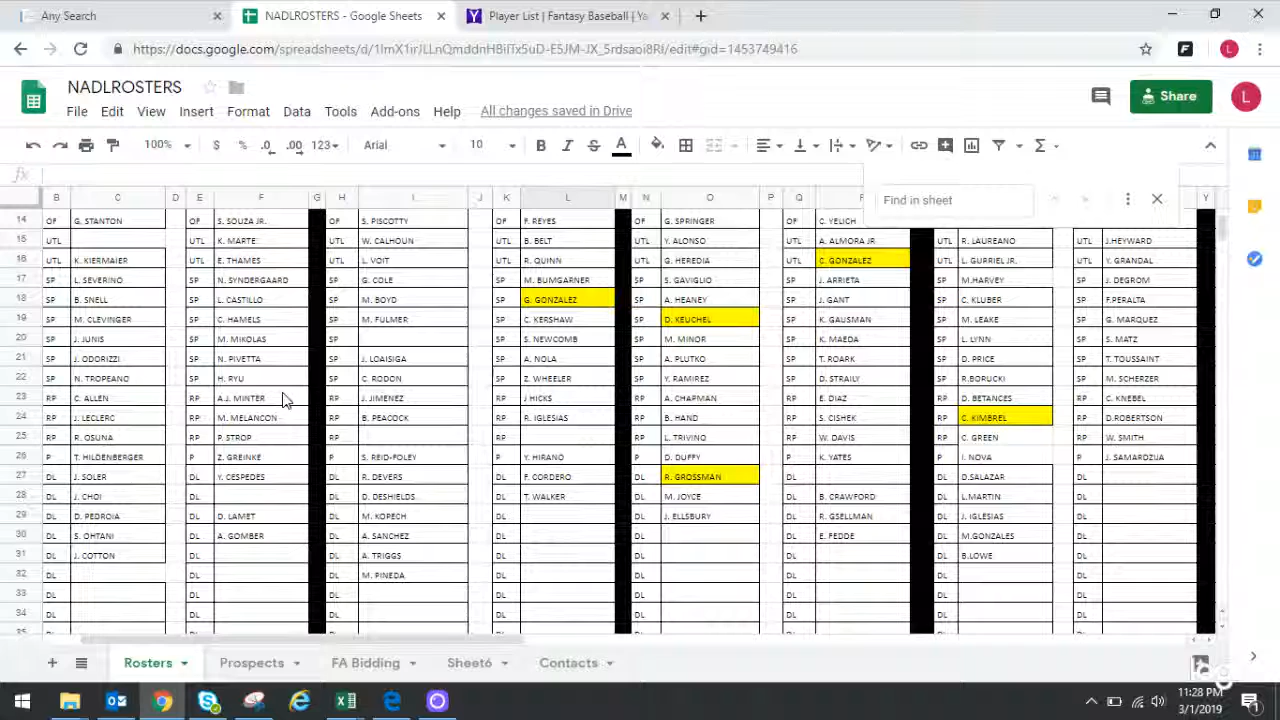 Any Search × NADLROSTERS - Google Sheets × Player List | Fantasy Baseball | Ya × +
https://docs.google.com/spreadsheets/d/ /edit#gid=1453749416
NADLROSTERS
Share L
File Edit View Insert Format Data Tools Add-ons Help All changes saved in Drive
100% $ % .0 .00 123 Arial 10 B I S A
fx Find in sheet
B C D E F G H I J K L M N O P Q Y
14 OF G. STANTON OF S. SOUZA JR. OF S. PISCOTTY OF F. REYES OF G. SPRINGER OF C. YELICH
15 UTL UTL K. MARTE UTL W. CALHOUN UTL B. BELT UTL Y. ALONSO UTL A. ALMORA JR UTL R. LAUREANO UTL J.HEYWARD
16 UTL K. KIERMAIER UTL E. THAMES UTL L. VOIT UTL R. QUINN UTL G. HEREDIA UTL C. GONZALEZ UTL L. GURRIEL JR. UTL Y. GRANDAL
17 SP L. SEVERINO SP N. SYNDERGAARD SP G. COLE SP M. BUMGARNER SP S. GAVIGLIO SP J. ARRIETA SP M.HARVEY SP J. DEGROM
18 SP B. SNELL SP L. CASTILLO SP M. BOYD SP G. GONZALEZ SP A. HEANEY SP J. GANT SP C. KLUBER SP F.PERALTA
19 SP M. CLEVINGER SP C. HAMELS SP M. FULMER SP C. KERSHAW SP D. KEUCHEL SP K. GAUSMAN SP M. LEAKE SP G. MARQUEZ
20 SP J. JUNIS SP M. MIKOLAS SP SP S. NEWCOMB SP M. MINOR SP K. MAEDA SP L. LYNN SP S. MATZ
21 SP J. ODORIZZI SP N. PIVETTA SP J. LOAISIGA SP A. NOLA SP A. PLUTKO SP T. ROARK SP D. PRICE SP T. TOUSSAINT
22 SP N. TROPEANO SP H. RYU SP C. RODON SP Z. WHEELER SP Y. RAMIREZ SP D. STRAILY SP R.BORUCKI SP M. SCHERZER
23 RP C. ALLEN RP A.J. MINTER RP J. JIMENEZ RP J HICKS RP A. CHAPMAN RP E. DIAZ RP D. BETANCES RP C. KNEBEL
24 RP J. LECLERC RP M. MELANCON RP B. PEACOCK RP R. IGLESIAS RP B. HAND RP S. CISHEK RP C. KIMBREL RP D.ROBERTSON
25 RP R. OSUNA RP P. STROP RP RP L. TRIVINO RP W. DAVIS RP C. GREEN RP W. SMITH
26 P T. HILDENBERGER P Z. GREINKE P S. REID-FOLEY P Y. HIRANO P D. DUFFY P K. YATES P I. NOVA P J. SAMARDZUA
27 DL J. SOLER DL Y. CESPEDES DL R. DEVERS DL F. CORDERO DL R. GROSSMAN DL DL D.SALAZAR DL
28 DL J. CHOI DL DL D. DESHIELDS DL T. WALKER DL M. JOYCE DL B. CRAWFORD DL L.MARTIN DL
29 DL D. PEDROIA DL D. LAMET DL M. KOPECH DL DL J. ELLSBURY DL R. GSELLMAN DL J. IGLESIAS DL
30 DL S. OHTANI DL A. GOMBER DL A. SANCHEZ DL DL DL E. FEDDE DL M.GONZALES DL
31 DL J. COTTON DL DL A. TRIGGS DL DL DL DL B.LOWE DL
32 DL DL DL M. PINEDA DL DL DL DL DL
33 DL DL DL DL DL DL DL DL
34 DL DL DL DL DL DL DL DL
+ Rosters Prospects FA Bidding Sheet6 Contacts
11:28 PM
3/1/2019